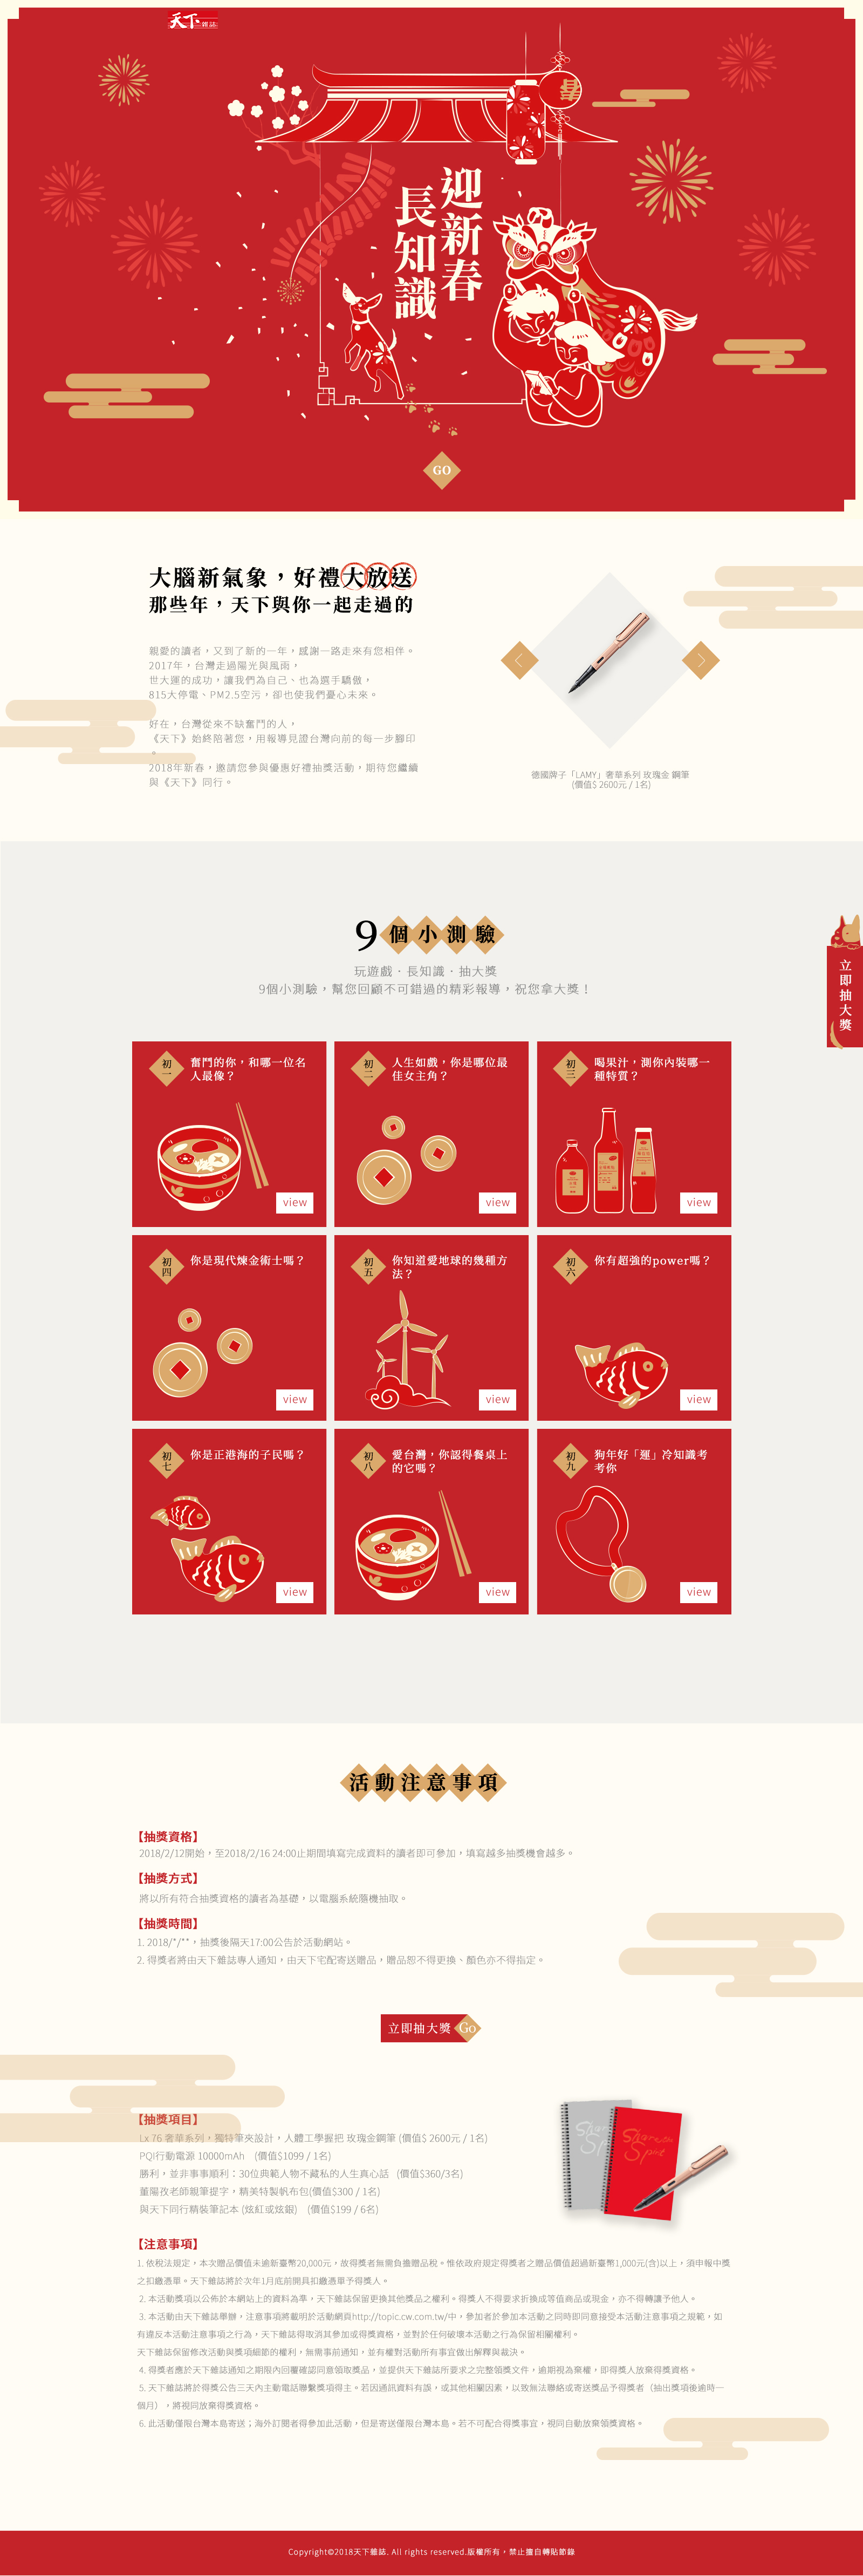 天下雜誌
迎新春
長知識
GO
大腦新氣象，好禮大放送
那些年，天下與你一起走過的
親愛的讀者，又到了新的一年，感謝一路走來有您相伴。
2017年，台灣走過陽光與風雨，
世大運的成功，讓我們為自己、也為選手驕傲，
815大停電、PM2.5空污，卻也使我們憂心未來。
好在，台灣從來不缺奮鬥的人，
《天下》始終陪著您，用報導見證台灣向前的每一步腳印
。
2018年新春，邀請您參與優惠好禮抽獎活動，期待您繼續
與《天下》同行。
德國牌子「LAMY」奢華系列 玫瑰金 鋼筆
(價值$ 2600元 / 1名)
9個小測驗
玩遊戲．長知識．抽大獎
9個小測驗，幫您回顧不可錯過的精彩報導，祝您拿大獎！
立即抽大獎
初一
奮鬥的你，和哪一位名
人最像？
view
初二
人生如戲，你是哪位最
佳女主角？
view
初三
喝果汁，測你內裝哪一
種特質？
view
初四
你是現代煉金術士嗎？
view
初五
你知道愛地球的幾種方
法？
view
初六
你有超強的power嗎？
view
初七
你是正港海的子民嗎？
view
初八
愛台灣，你認得餐桌上
的它嗎？
view
初九
狗年好「運」冷知識考
考你
view
活動注意事項
【抽獎資格】
2018/2/12開始，至2018/2/16 24:00止期間填寫完成資料的讀者即可參加，填寫越多抽獎機會越多。
【抽獎方式】
將以所有符合抽獎資格的讀者為基礎，以電腦系統隨機抽取。
【抽獎時間】
1. 2018/*/**，抽獎後隔天17:00公告於活動網站。
2. 得獎者將由天下雜誌專人通知，由天下宅配寄送贈品，贈品恕不得更換、顏色亦不得指定。
立即抽大獎 Go
【抽獎項目】
Lx 76 奢華系列，獨特筆夾設計，人體工學握把 玫瑰金鋼筆 (價值$ 2600元 / 1名)
PQI行動電源 10000mAh (價值$1099 / 1名)
勝利，並非事事順利：30位典範人物不藏私的人生真心話 (價值$360/3名)
董陽孜老師親筆提字，精美特製帆布包(價值$300 / 1名)
與天下同行精裝筆記本 (炫紅或炫銀) (價值$199 / 6名)
【注意事項】
1. 依稅法規定，本次贈品價值未逾新臺幣20,000元，故得獎者無需負擔贈品稅。惟依政府規定得獎者之贈品價值超過新臺幣1,000元(含)以上，須申報中獎
之扣繳憑單。天下雜誌將於次年1月底前開具扣繳憑單予得獎人。
2. 本活動獎項以公佈於本網站上的資料為準，天下雜誌保留更換其他獎品之權利。得獎人不得要求折換成等值商品或現金，亦不得轉讓予他人。
3. 本活動由天下雜誌舉辦，注意事項將載明於活動網頁http://topic.cw.com.tw/中，參加者於參加本活動之同時即同意接受本活動注意事項之規範，如
有違反本活動注意事項之行為，天下雜誌得取消其參加或得獎資格，並對於任何破壞本活動之行為保留相關權利。
天下雜誌保留修改活動與獎項細節的權利，無需事前通知，並有權對活動所有事宜做出解釋與裁決。
4. 得獎者應於天下雜誌通知之期限內回覆確認同意領取獎品，並提供天下雜誌所要求之完整領獎文件，逾期視為棄權，即得獎人放棄得獎資格。
5. 天下雜誌將於得獎公告三天內主動電話聯繫獎項得主。若因通訊資料有誤，或其他相關因素，以致無法聯絡或寄送獎品予得獎者（抽出獎項後逾時一
個月），將視同放棄得獎資格。
6. 此活動僅限台灣本島寄送；海外訂閱者得參加此活動，但是寄送僅限台灣本島。若不可配合得獎事宜，視同自動放棄領獎資格。
Copyright©2018天下雜誌. All rights reserved.版權所有，禁止擅自轉貼節錄